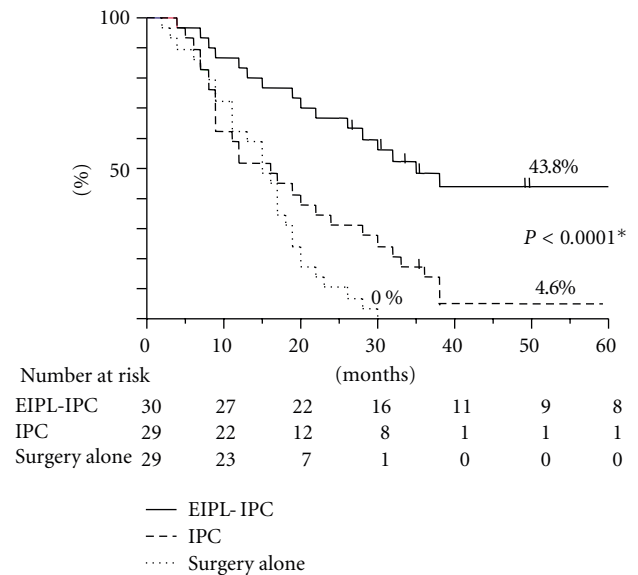 100
50
(%)
43.8%
P < 0.0001*
4.6%
0 %
0 10 20 30 40 50 60
(months)
Number at risk
EIPL-IPC 30 27 22 16 11 9 8
IPC 29 22 12 8 1 1 1
Surgery alone 29 23 7 1 0 0 0
EIPL- IPC
IPC
Surgery alone